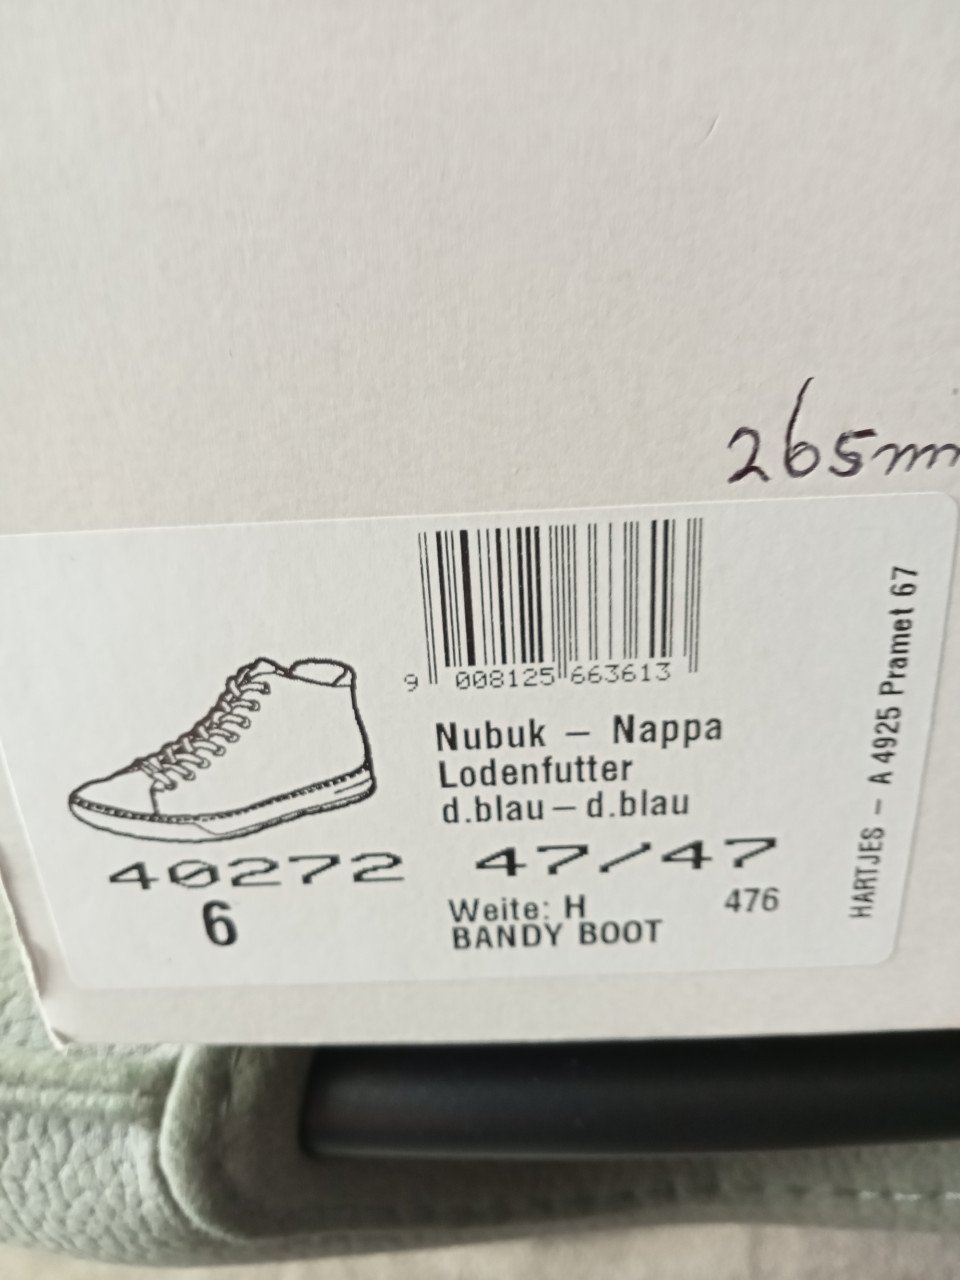 265mm
9 008125 663613
Nubuk – Nappa
Lodenfutter
d.blau – d.blau
40272 47/47
6
Weite: H 476
BANDY BOOT
HARTJES – A 4925 Pramet 67